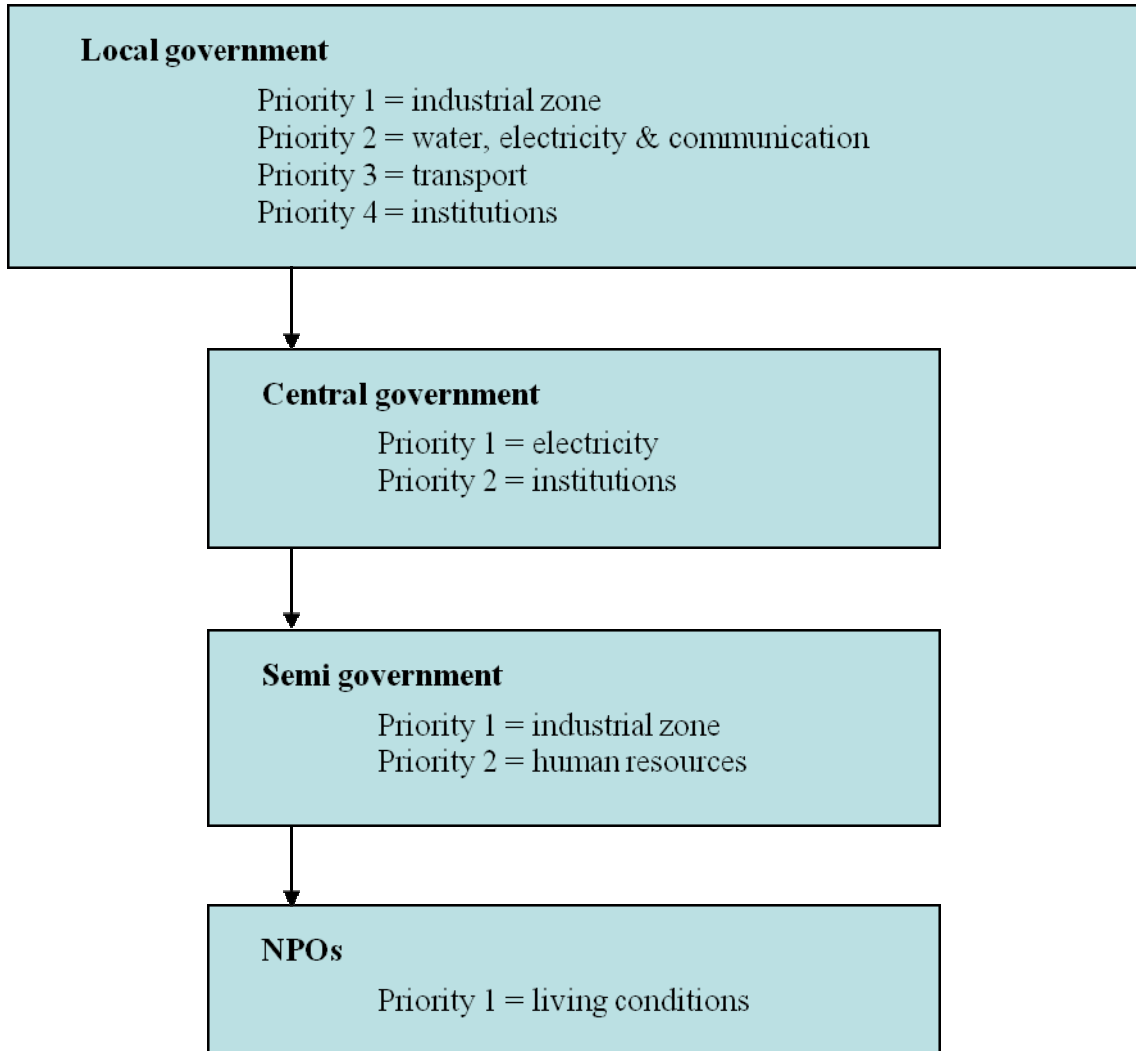 Local government
Priority 1 = industrial zone
Priority 2 = water, electricity & communication
Priority 3 = transport
Priority 4 = institutions
Central government
Priority 1 = electricity
Priority 2 = institutions
Semi government
Priority 1 = industrial zone
Priority 2 = human resources
NPOs
Priority 1 = living conditions